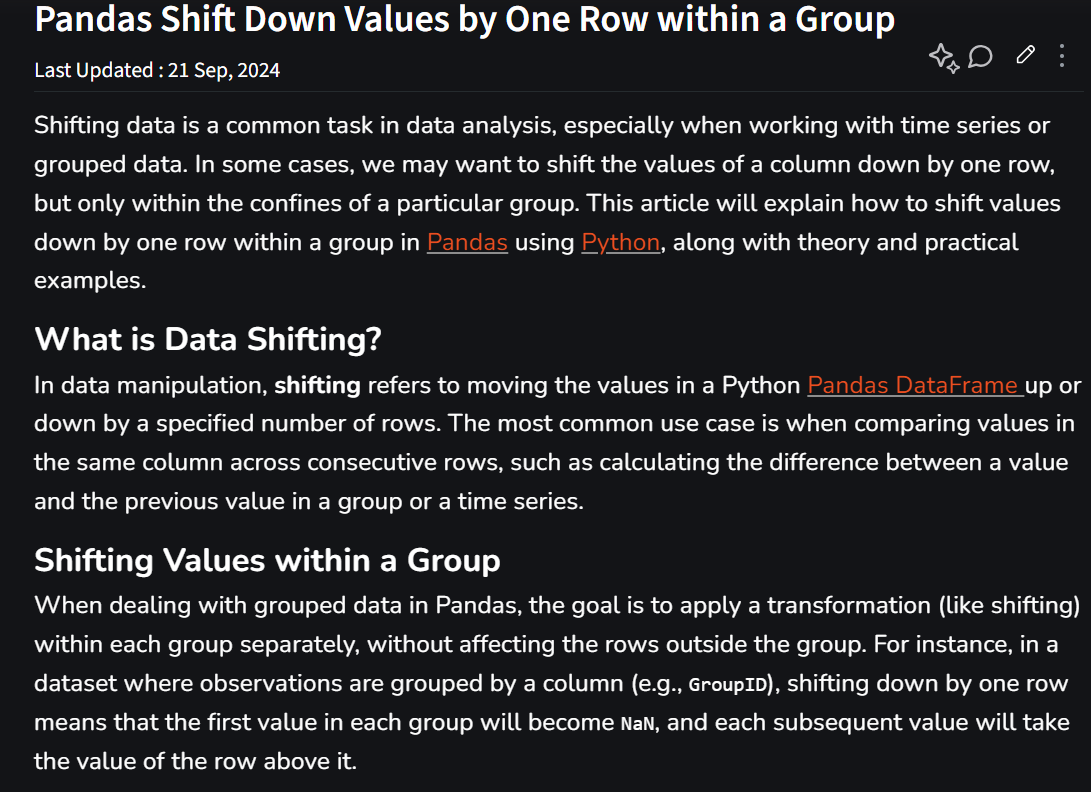 Pandas Shift Down Values by One Row within a Group
Last Updated : 21 Sep, 2024
Shifting data is a common task in data analysis, especially when working with time series or
grouped data. In some cases, we may want to shift the values of a column down by one row,
but only within the confines of a particular group. This article will explain how to shift values
down by one row within a group in Pandas using Python, along with theory and practical
examples.
What is Data Shifting?
In data manipulation, shifting refers to moving the values in a Python Pandas DataFrame up or
down by a specified number of rows. The most common use case is when comparing values in
the same column across consecutive rows, such as calculating the difference between a value
and the previous value in a group or a time series.
Shifting Values within a Group
When dealing with grouped data in Pandas, the goal is to apply a transformation (like shifting)
within each group separately, without affecting the rows outside the group. For instance, in a
dataset where observations are grouped by a column (e.g., GroupID), shifting down by one row
means that the first value in each group will become NaN, and each subsequent value will take
the value of the row above it.